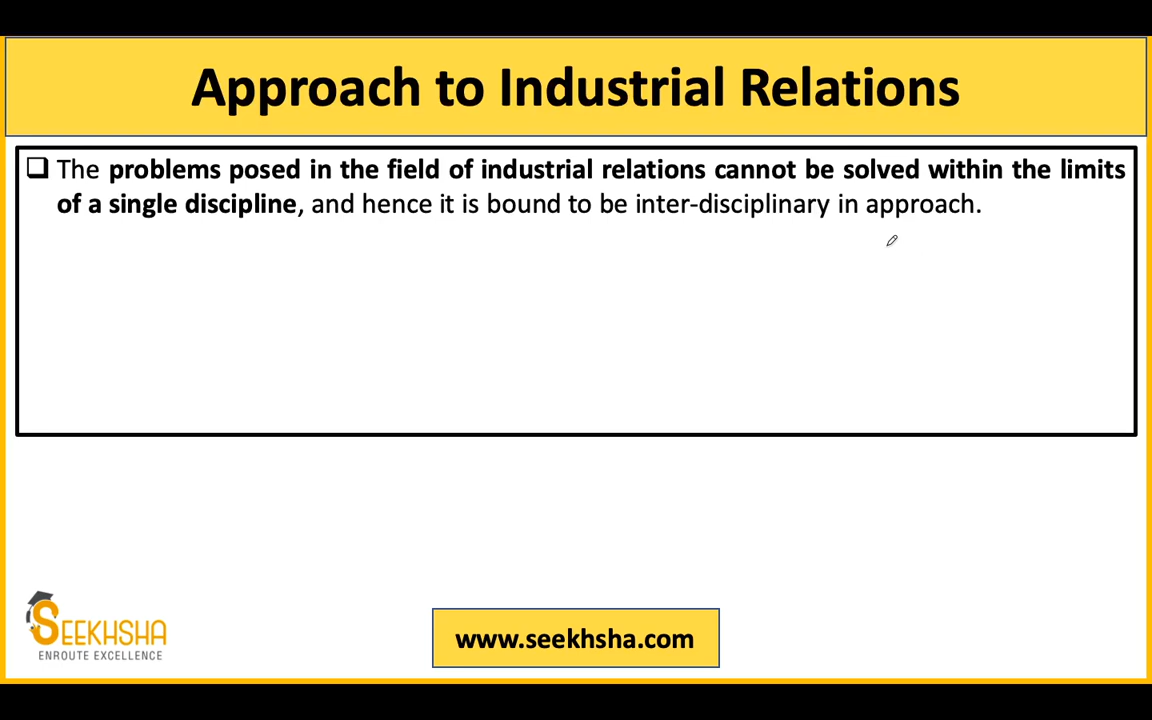 Approach to Industrial Relations
The problems posed in the field of industrial relations cannot be solved within the limits
of a single discipline, and hence it is bound to be inter-disciplinary in approach.
SEEKHSHA
ENROUTE EXCELLENCE
www.seekhsha.com